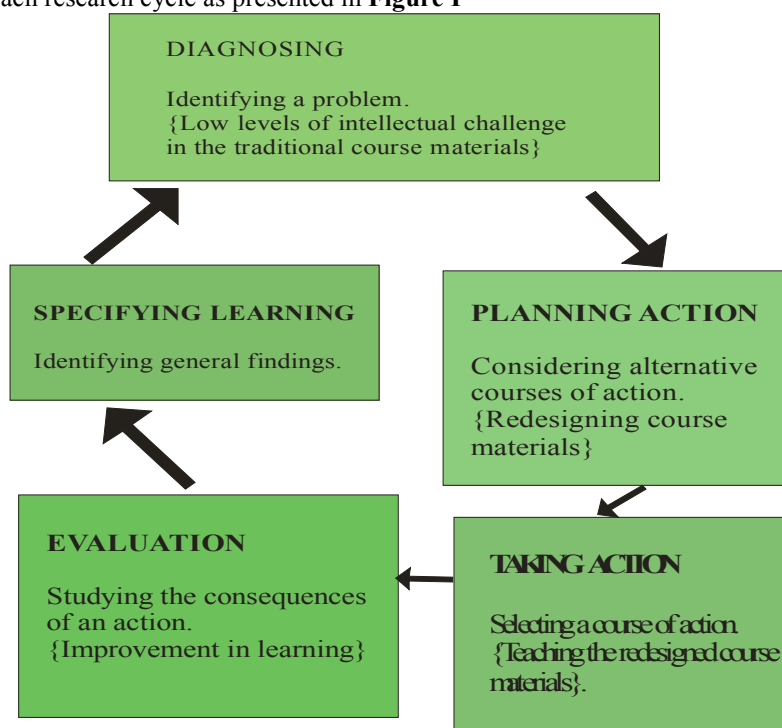 each research cycle as presented in Figure 1
DIAGNOSING
Identifying a problem.
{Low levels of intellectual challenge
in the traditional course materials}
SPECIFYING LEARNING
Identifying general findings.
PLANNING ACTION
Considering alternative
courses of action.
{Redesigning course
materials}
EVALUATION
Studying the consequences
of an action.
{Improvement in learning}
TAKING ACTION
Selecting a course of action.
{Teaching the redesigned course
materials}.